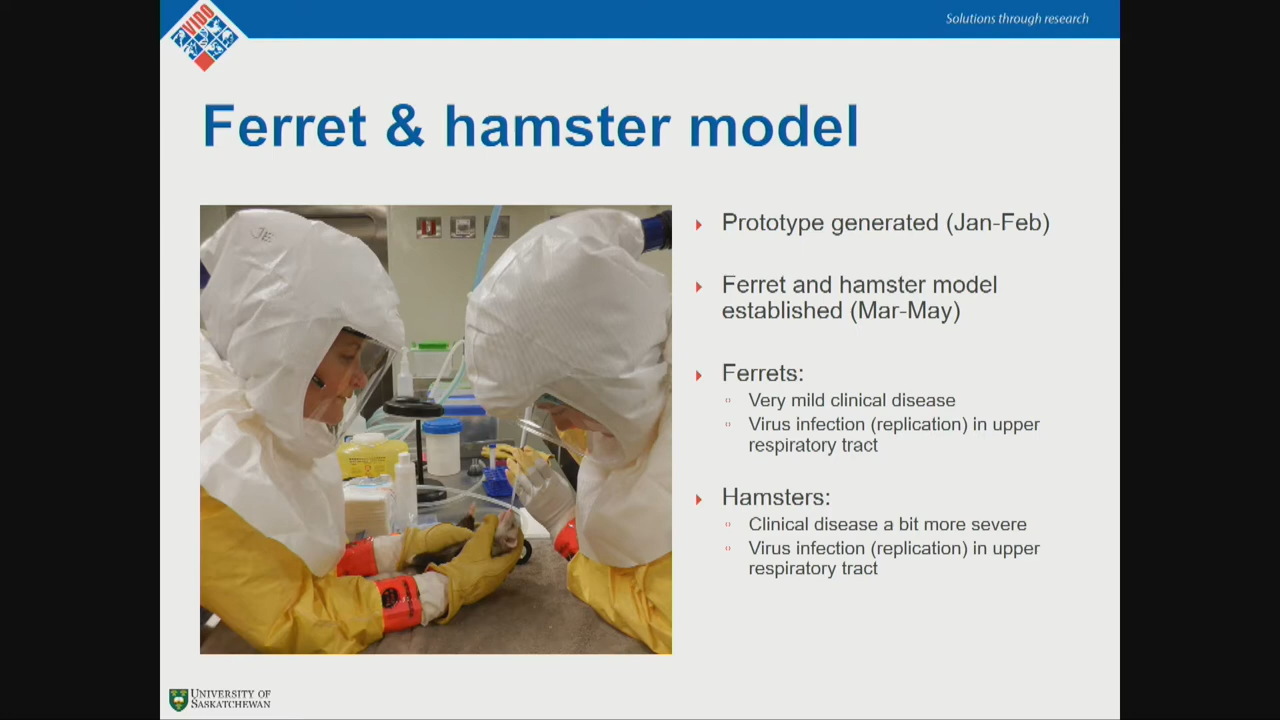 VIDO
Solutions through research
Ferret & hamster model
JE
Prototype generated (Jan-Feb)
Ferret and hamster model
established (Mar-May)
Ferrets:
Very mild clinical disease
Virus infection (replication) in upper
respiratory tract
Hamsters:
Clinical disease a bit more severe
Virus infection (replication) in upper
respiratory tract
UNIVERSITY OF
SASKATCHEWAN